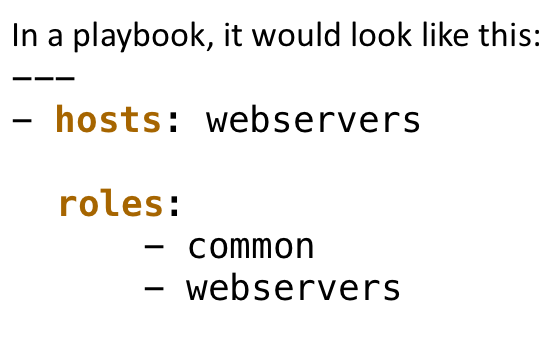 In a playbook, it would look like this:
---
- hosts: webservers
roles:
- common
- webservers